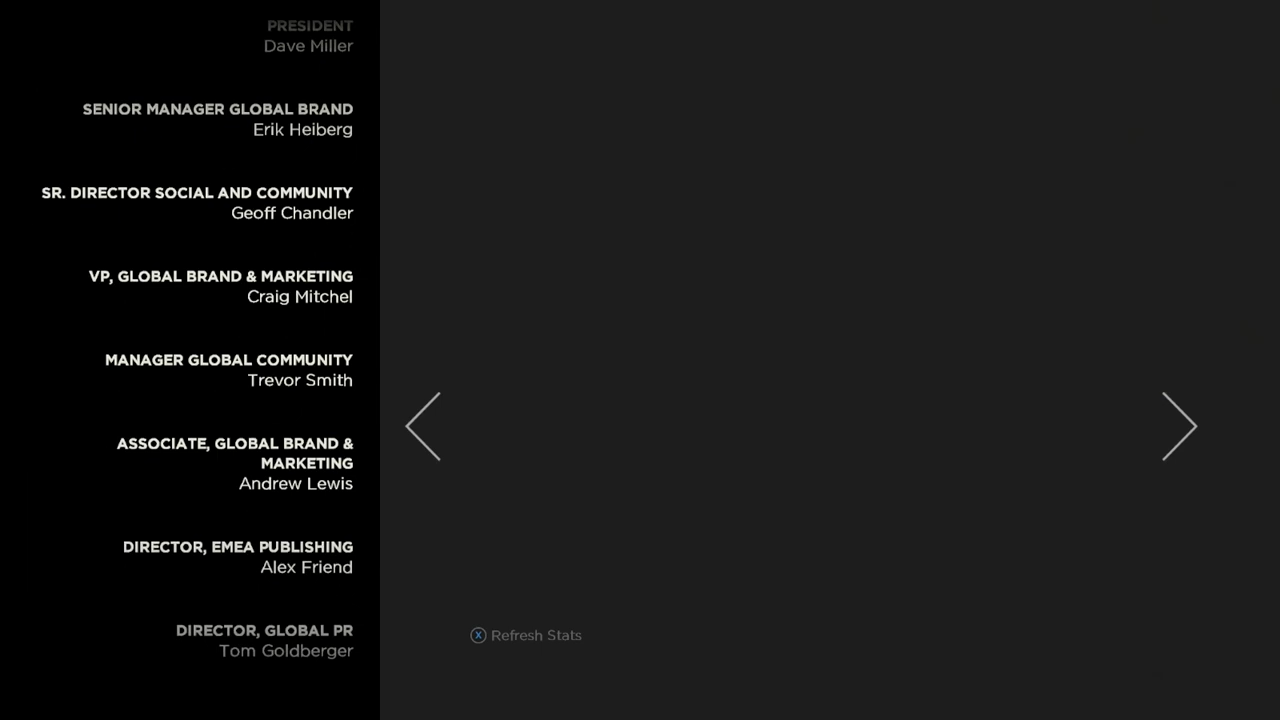 PRESIDENT
Dave Miller
SENIOR MANAGER GLOBAL BRAND
Erik Heiberg
SR. DIRECTOR SOCIAL AND COMMUNITY
Geoff Chandler
VP, GLOBAL BRAND & MARKETING
Craig Mitchel
MANAGER GLOBAL COMMUNITY
Trevor Smith
ASSOCIATE, GLOBAL BRAND &
MARKETING
Andrew Lewis
DIRECTOR, EMEA PUBLISHING
Alex Friend
DIRECTOR, GLOBAL PR
Tom Goldberger
X Refresh Stats